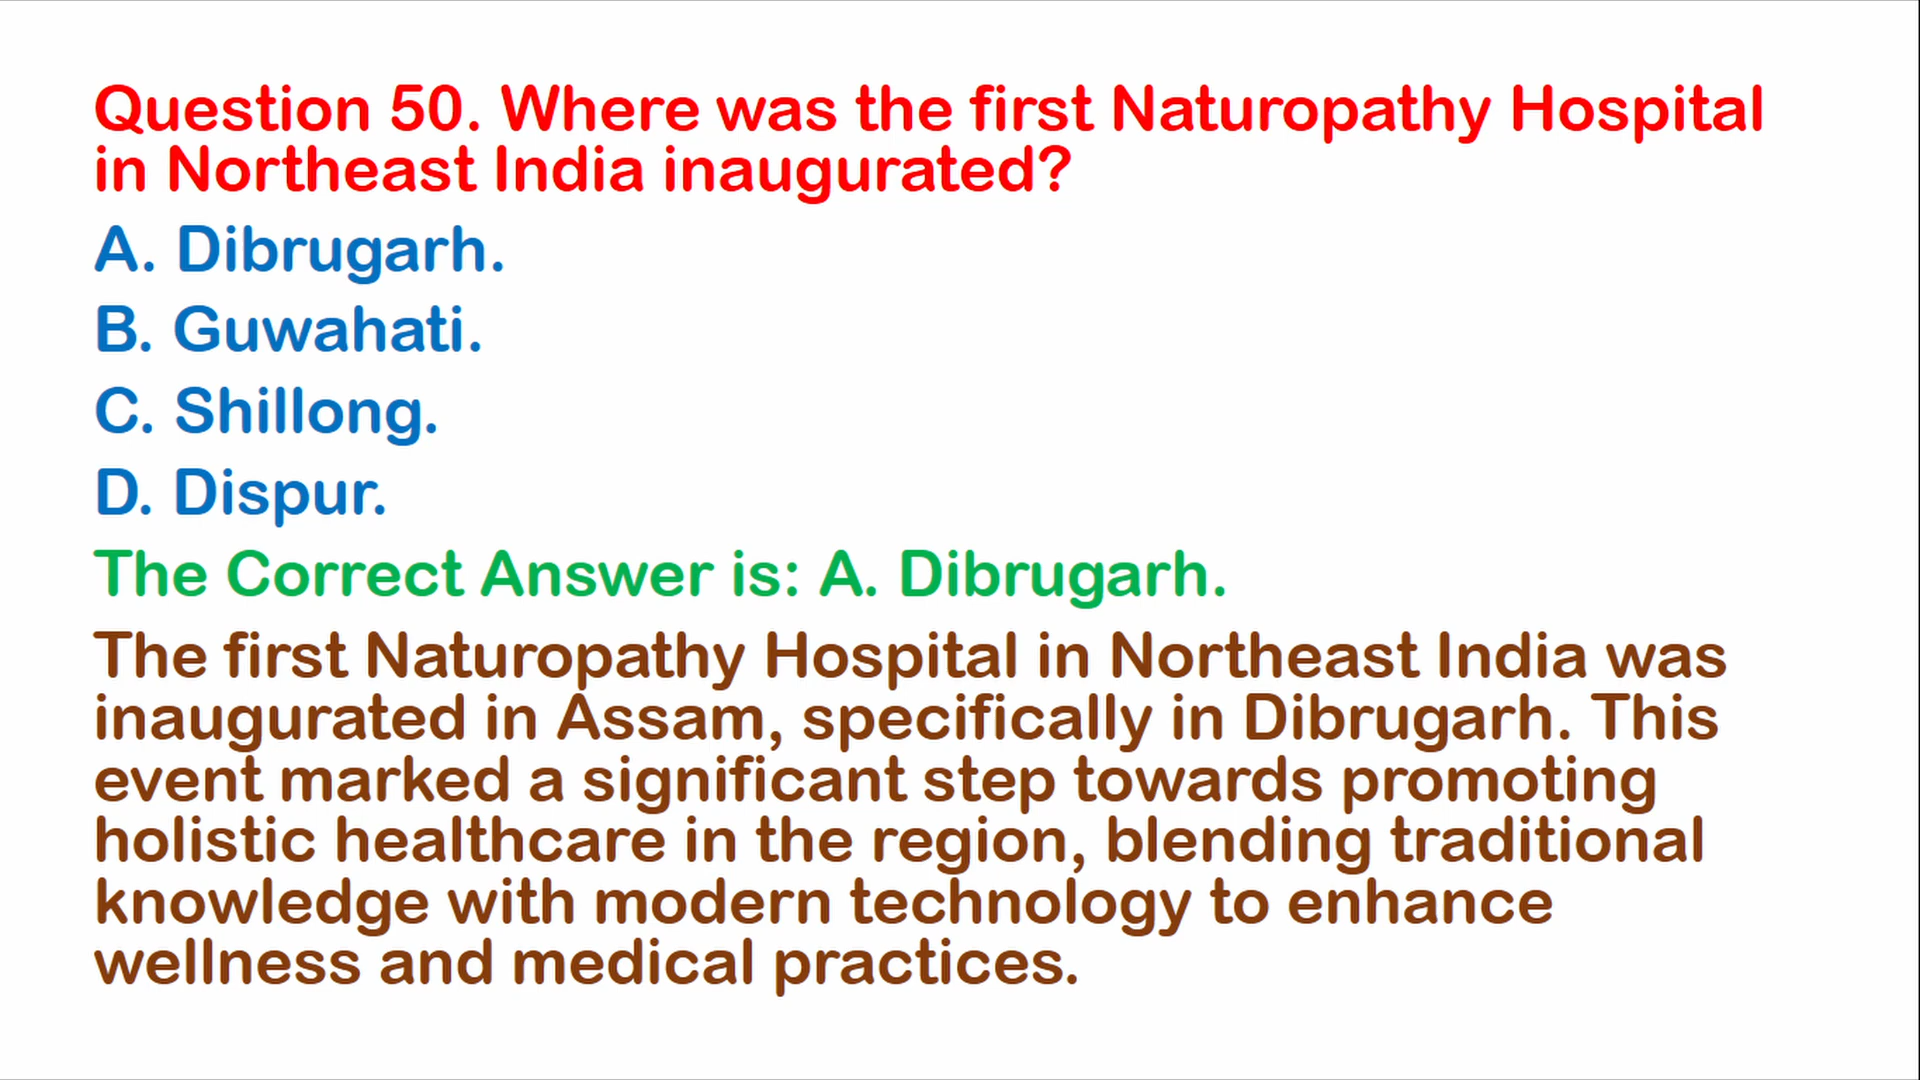 Question 50. Where was the first Naturopathy Hospital
in Northeast India inaugurated?
A. Dibrugarh.
B. Guwahati.
C. Shillong.
D. Dispur.
The Correct Answer is: A. Dibrugarh.
The first Naturopathy Hospital in Northeast India was
inaugurated in Assam, specifically in Dibrugarh. This
event marked a significant step towards promoting
holistic healthcare in the region, blending traditional
knowledge with modern technology to enhance
wellness and medical practices.